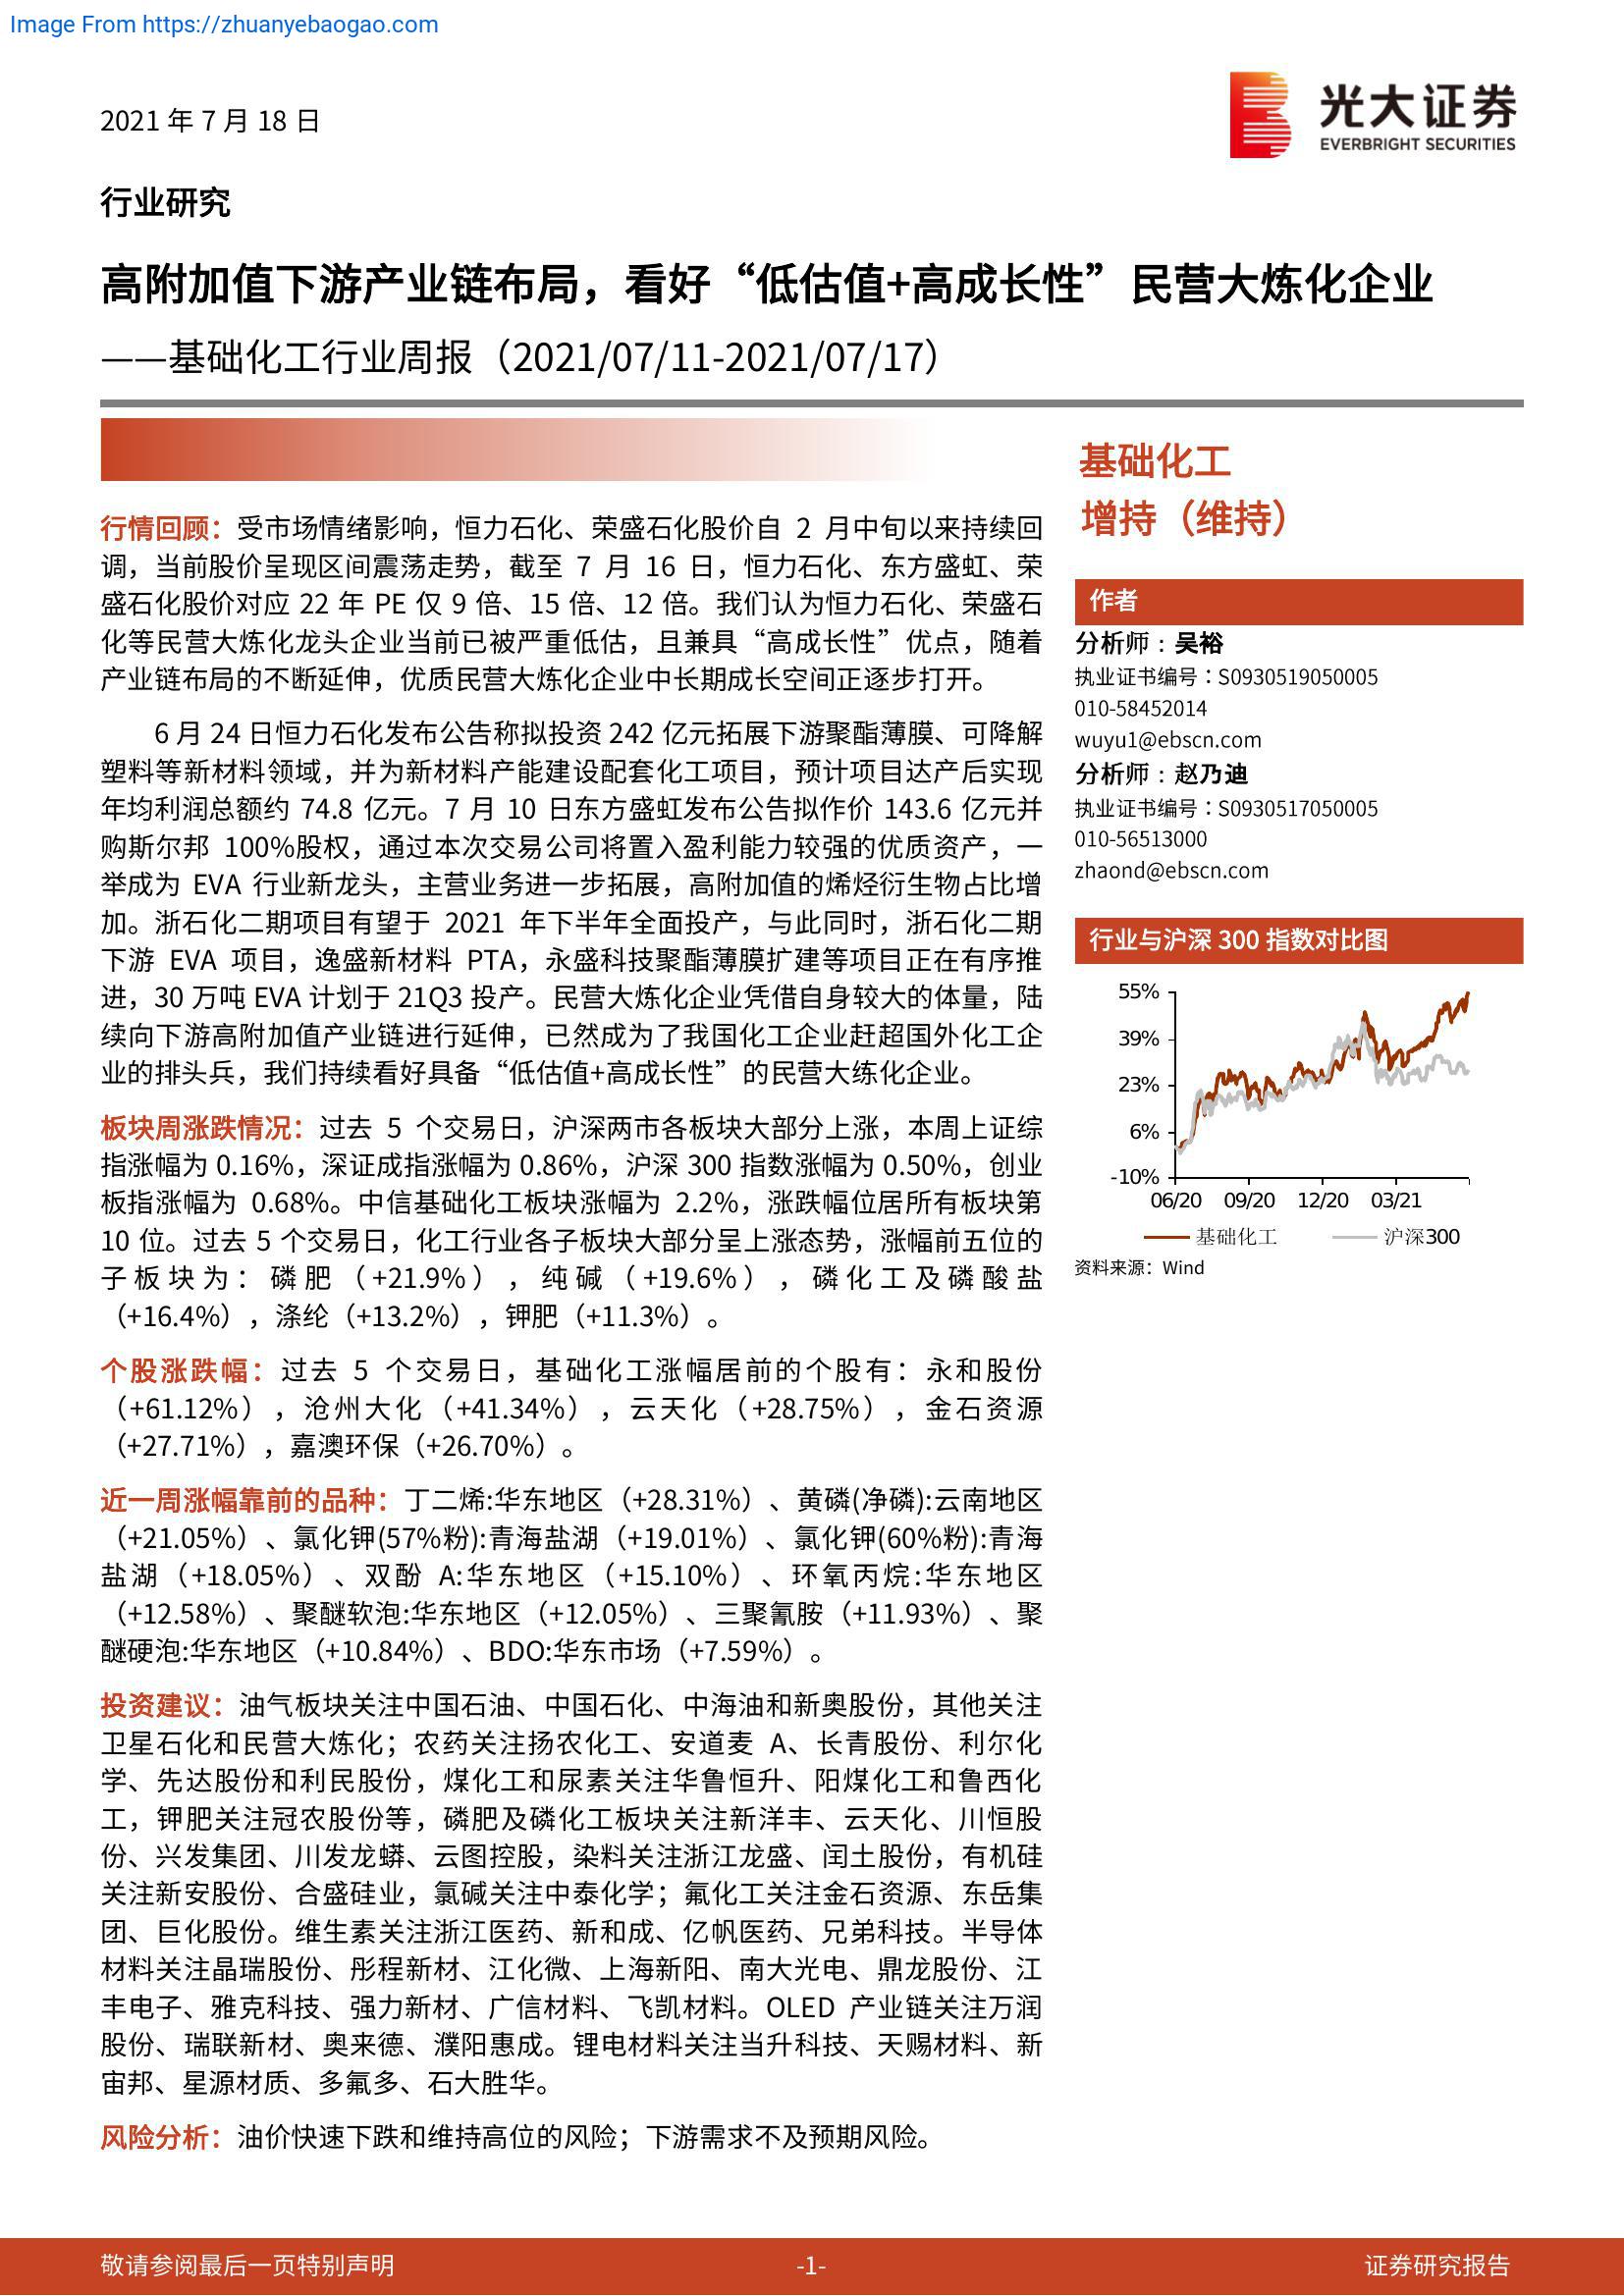 Image From https://zhuanyebaogao.com
2021 年 7 月 18 日
光大证券
EVERBRIGHT SECURITIES
行业研究
高附加值下游产业链布局，看好“低估值+高成长性”民营大炼化企业
——基础化工行业周报（2021/07/11-2021/07/17）
行情回顾：受市场情绪影响，恒力石化、荣盛石化股价自 2 月中旬以来持续回
调，当前股价呈现区间震荡走势，截至 7 月 16 日，恒力石化、东方盛虹、荣
盛石化股价对应 22 年 PE 仅 9 倍、15 倍、12 倍。我们认为恒力石化、荣盛石
化等民营大炼化龙头企业当前已被严重低估，且兼具“高成长性”优点，随着
产业链布局的不断延伸，优质民营大炼化企业中长期成长空间正逐步打开。
6 月 24 日恒力石化发布公告称拟投资 242 亿元拓展下游聚酯薄膜、可降解
塑料等新材料领域，并为新材料产能建设配套化工项目，预计项目达产后实现
年均利润总额约 74.8 亿元。7 月 10 日东方盛虹发布公告拟作价 143.6 亿元并
购斯尔邦 100%股权，通过本次交易公司将置入盈利能力较强的优质资产，一
举成为 EVA 行业新龙头，主营业务进一步拓展，高附加值的烯烃衍生物占比增
加。浙石化二期项目有望于 2021 年下半年全面投产，与此同时，浙石化二期
下游 EVA 项目，逸盛新材料 PTA，永盛科技聚酯薄膜扩建等项目正在有序推
进，30 万吨 EVA 计划于 21Q3 投产。民营大炼化企业凭借自身较大的体量，陆
续向下游高附加值产业链进行延伸，已然成为了我国化工企业赶超国外化工企
业的排头兵，我们持续看好具备“低估值+高成长性”的民营大练化企业。
板块周涨跌情况：过去 5 个交易日，沪深两市各板块大部分上涨，本周上证综
指涨幅为 0.16%，深证成指涨幅为 0.86%，沪深 300 指数涨幅为 0.50%，创业
板指涨幅为 0.68%。中信基础化工板块涨幅为 2.2%，涨跌幅位居所有板块第
10 位。过去 5 个交易日，化工行业各子板块大部分呈上涨态势，涨幅前五位的
子板块为：磷肥（+21.9%），纯碱（+19.6%），磷化工及磷酸盐
（+16.4%），涤纶（+13.2%），钾肥（+11.3%）。
个股涨跌幅：过去 5 个交易日，基础化工涨幅居前的个股有：永和股份
（+61.12%），沧州大化（+41.34%），云天化（+28.75%），金石资源
（+27.71%），嘉澳环保（+26.70%）。
近一周涨幅靠前的品种：丁二烯:华东地区（+28.31%）、黄磷(净磷):云南地区
（+21.05%）、氯化钾(57%粉):青海盐湖（+19.01%）、氯化钾(60%粉):青海
盐湖（+18.05%）、双酚 A:华东地区（+15.10%）、环氧丙烷:华东地区
（+12.58%）、聚醚软泡:华东地区（+12.05%）、三聚氰胺（+11.93%）、聚
醚硬泡:华东地区（+10.84%）、BDO:华东市场（+7.59%）。
投资建议：油气板块关注中国石油、中国石化、中海油和新奥股份，其他关注
卫星石化和民营大炼化；农药关注扬农化工、安道麦 A、长青股份、利尔化
学、先达股份和利民股份，煤化工和尿素关注华鲁恒升、阳煤化工和鲁西化
工，钾肥关注冠农股份等，磷肥及磷化工板块关注新洋丰、云天化、川恒股
份、兴发集团、川发龙蟒、云图控股，染料关注浙江龙盛、闰土股份，有机硅
关注新安股份、合盛硅业，氯碱关注中泰化学；氟化工关注金石资源、东岳集
团、巨化股份。维生素关注浙江医药、新和成、亿帆医药、兄弟科技。半导体
材料关注晶瑞股份、彤程新材、江化微、上海新阳、南大光电、鼎龙股份、江
丰电子、雅克科技、强力新材、广信材料、飞凯材料。OLED 产业链关注万润
股份、瑞联新材、奥来德、濮阳惠成。锂电材料关注当升科技、天赐材料、新
宙邦、星源材质、多氟多、石大胜华。
风险分析：油价快速下跌和维持高位的风险；下游需求不及预期风险。
基础化工
增持（维持）
作者
分析师：吴裕
执业证书编号：S0930519050005
010-58452014
wuyu1@ebscn.com
分析师：赵乃迪
执业证书编号：S0930517050005
010-56513000
zhaond@ebscn.com
行业与沪深 300 指数对比图
55%
39%
23%
6%
-10%
06/20 09/20 12/20 03/21
基础化工 沪深300
资料来源：Wind
敬请参阅最后一页特别声明 -1- 证券研究报告